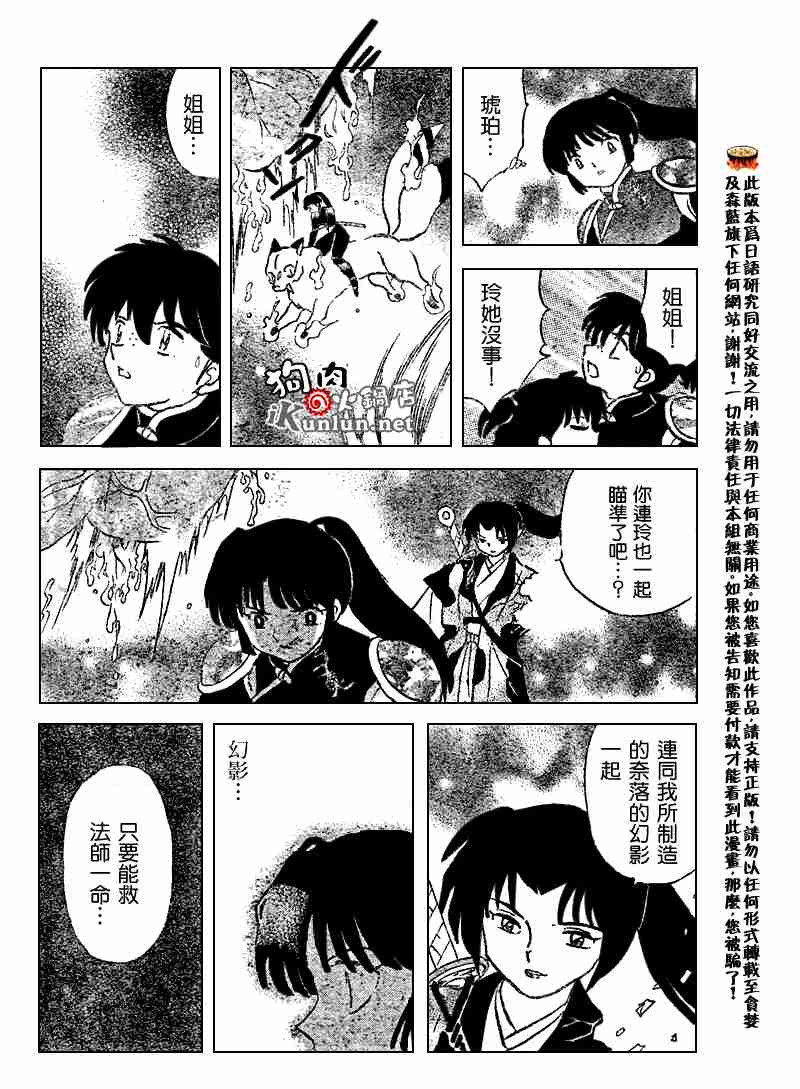 琥珀…
姐姐…
姐姐！
玲她沒事！
狗肉火鍋店
iKunlun.net
你連玲也一起
瞄準了吧…？
連同我所制造
的奈落的幻影
一起
幻影…
只要能救
法師一命…
此版本爲日語研究同好交流之用，請勿用于任何商業用途。如您喜歡此作品，請支持正版！請勿以任何形式轉載至貪婪
及森藍旗下任何網站，謝謝！一切法律責任與本組無關。如果您被告知需要付款才能看到此漫畫，那麼，您被騙了！